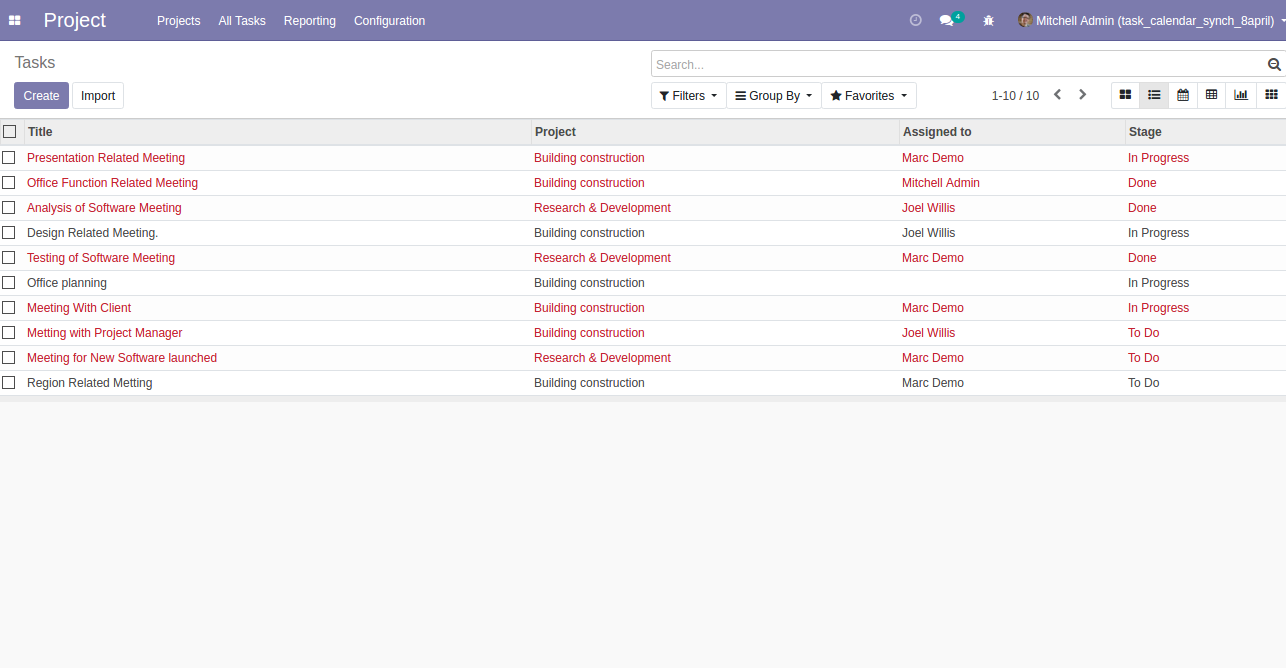 Project Projects All Tasks Reporting Configuration 4 Mitchell Admin (task_calendar_synch_8april)
Tasks
Search...
Create Import Filters Group By Favorites 1-10 / 10
Title Project Assigned to Stage
Presentation Related Meeting Building construction Marc Demo In Progress
Office Function Related Meeting Building construction Mitchell Admin Done
Analysis of Software Meeting Research & Development Joel Willis Done
Design Related Meeting. Building construction Joel Willis In Progress
Testing of Software Meeting Research & Development Marc Demo Done
Office planning Building construction In Progress
Meeting With Client Building construction Marc Demo In Progress
Metting with Project Manager Building construction Joel Willis To Do
Meeting for New Software launched Research & Development Marc Demo To Do
Region Related Metting Building construction Marc Demo To Do